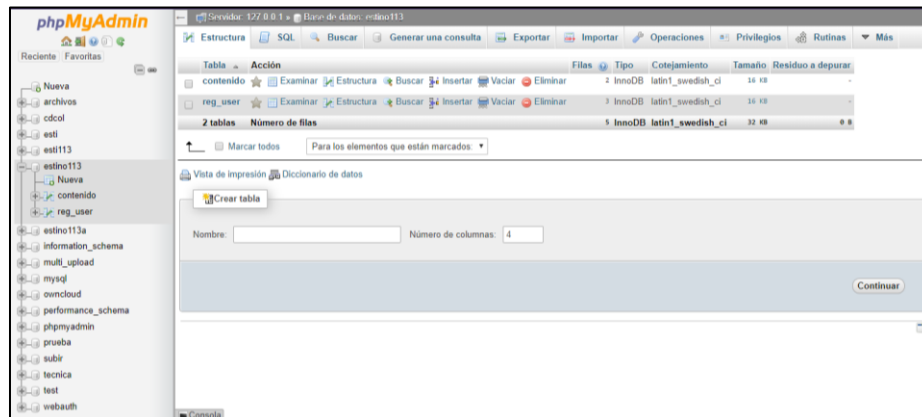 phpMyAdmin
Reciente Favoritas
Nueva
archivos
cdcol
esti
esti113
estino113
Nueva
contenido
reg_user
estino113a
information_schema
multi_upload
mysql
owncloud
performance_schema
phpmyadmin
prueba
subir
tecnica
test
webauth
Servidor: 127.0.0.1 » Base de datos: estino113
Estructura SQL Buscar Generar una consulta Exportar Importar Operaciones Privilegios Rutinas Más
Tabla Acción Filas Tipo Cotejamiento Tamaño Residuo a depurar
contenido Examinar Estructura Buscar Insertar Vaciar Eliminar 2 InnoDB latin1_swedish_ci 16 KB -
reg_user Examinar Estructura Buscar Insertar Vaciar Eliminar 3 InnoDB latin1_swedish_ci 16 KB -
2 tablas Número de filas 5 InnoDB latin1_swedish_ci 32 KB 0 B
Marcar todos Para los elementos que están marcados:
Vista de impresión Diccionario de datos
Crear tabla
Nombre: Número de columnas: 4
Continuar
Consola